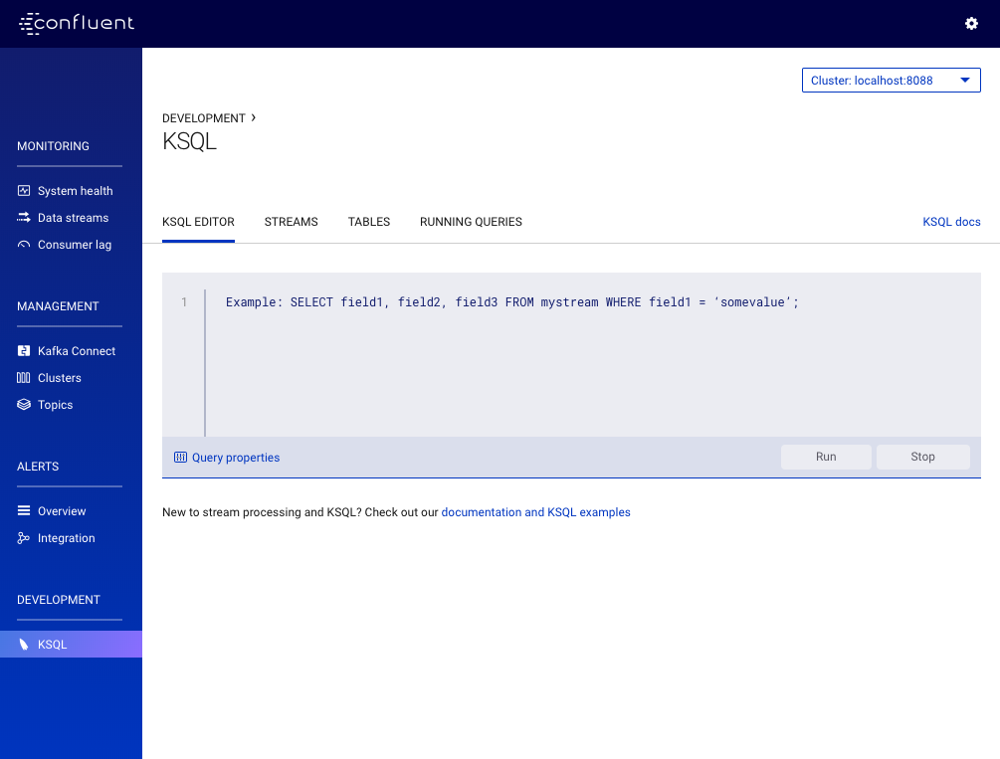 confluent
Cluster: localhost:8088
DEVELOPMENT ›
KSQL
MONITORING
System health
Data streams
Consumer lag
MANAGEMENT
Kafka Connect
Clusters
Topics
ALERTS
Overview
Integration
DEVELOPMENT
KSQL
KSQL EDITOR STREAMS TABLES RUNNING QUERIES KSQL docs
1 Example: SELECT field1, field2, field3 FROM mystream WHERE field1 = ‘somevalue’;
Query properties Run Stop
New to stream processing and KSQL? Check out our documentation and KSQL examples